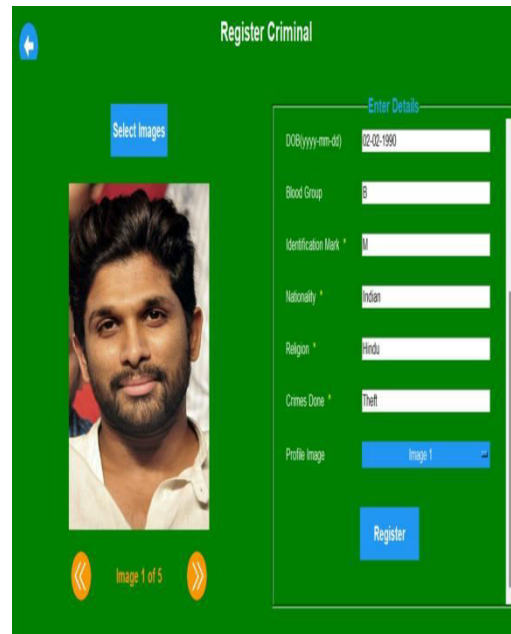 Register Criminal
Select Images
Enter Details
DOB(yyyy-mm-dd) 02-02-1990
Blood Group B
Identification Mark * M
Nationality * Indian
Religion * Hindu
Crimes Done * Theft
Profile Image Image 1
Register
Image 1 of 5